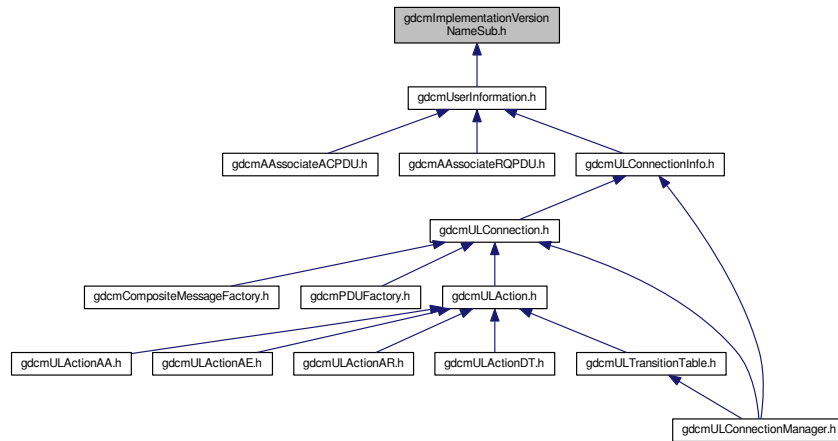 gdcmImplementationVersion
NameSub.h
gdcmUserInformation.h
gdcmAAssociateACPDU.h
gdcmAAssociateRQPDU.h
gdcmULConnectionInfo.h
gdcmULConnection.h
gdcmCompositeMessageFactory.h
gdcmPDUFactory.h
gdcmULAction.h
gdcmULActionAA.h
gdcmULActionAE.h
gdcmULActionAR.h
gdcmULActionDT.h
gdcmULTransitionTable.h
gdcmULConnectionManager.h